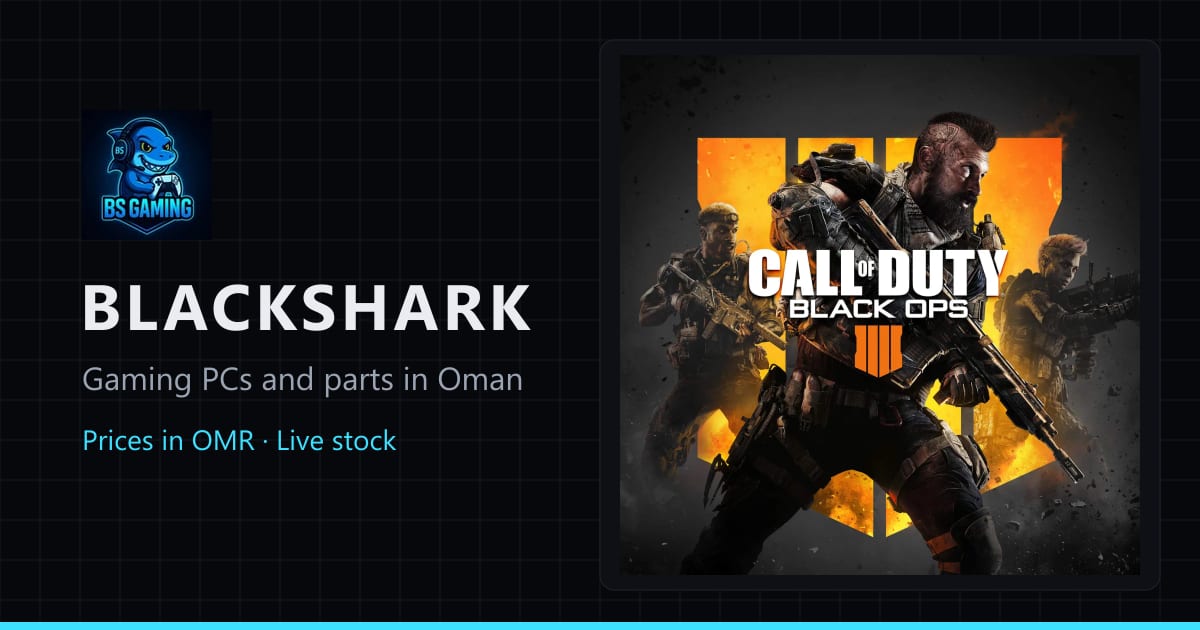 BS
BS GAMING
BLACKSHARK
Gaming PCs and parts in Oman
Prices in OMR · Live stock
CALL OF DUTY
BLACK OPS
IIII